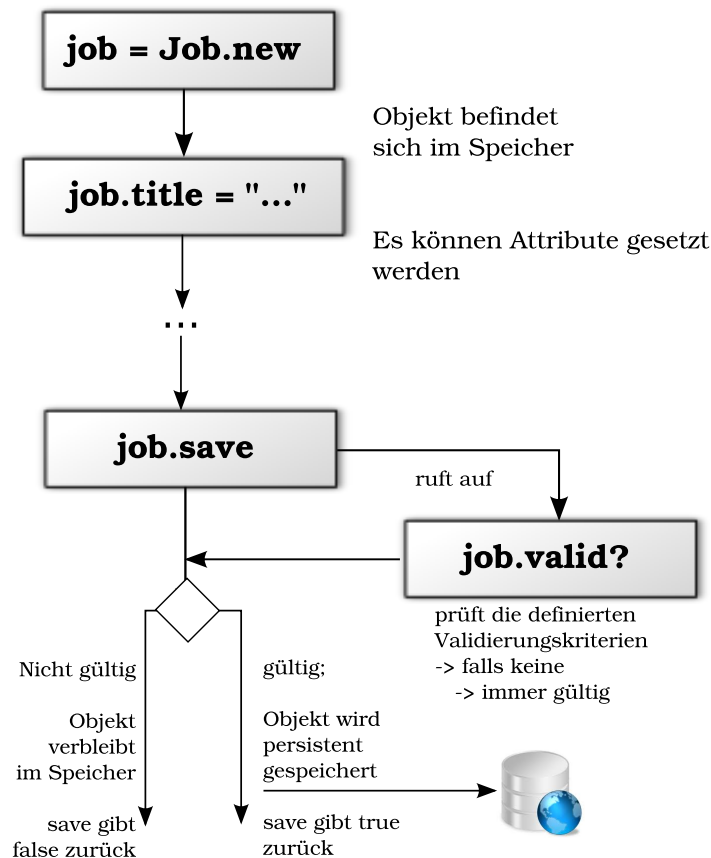 job = Job.new
Objekt befindet
sich im Speicher
job.title = "..."
Es können Attribute gesetzt
werden
...
job.save
ruft auf
job.valid?
prüft die definierten
Validierungskriterien
-> falls keine
-> immer gültig
Nicht gültig
Objekt
verbleibt
im Speicher
save gibt
false zurück
gültig;
Objekt wird
persistent
gespeichert
save gibt true
zurück